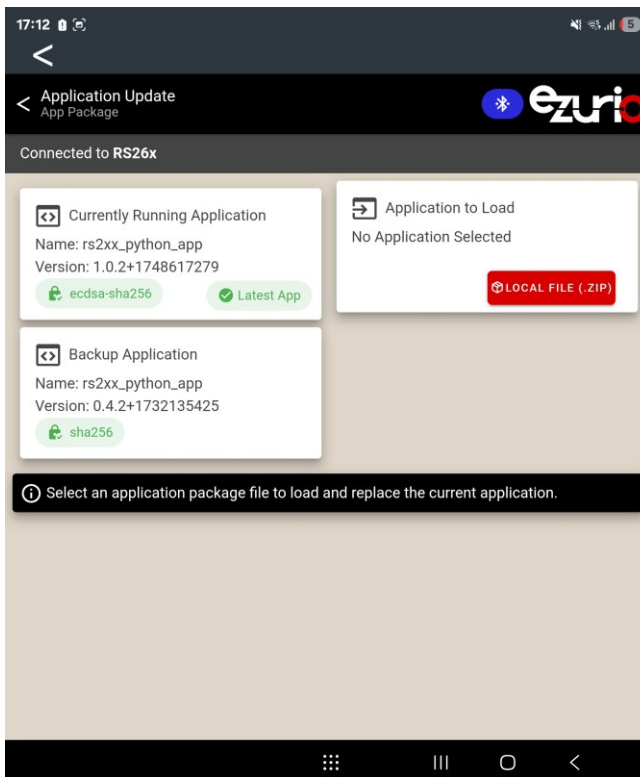 17:12
5
Application Update
App Package
ezurio
Connected to RS26x
Currently Running Application
Name: rs2xx_python_app
Version: 1.0.2+1748617279
ecdsa-sha256
Latest App
Application to Load
No Application Selected
LOCAL FILE (.ZIP)
Backup Application
Name: rs2xx_python_app
Version: 0.4.2+1732135425
sha256
Select an application package file to load and replace the current application.